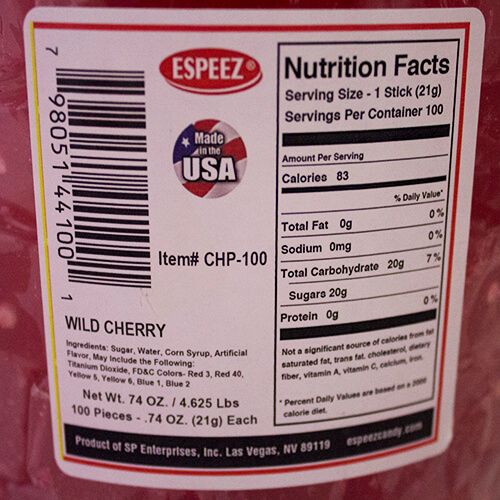 ESPEEZ®
Made
in the
USA
7 98051 44100 1
Item# CHP-100
WILD CHERRY
Ingredients: Sugar, Water, Corn Syrup, Artificial
Flavor, May Include the Following:
Titanium Dioxide, FD&C Colors- Red 3, Red 40,
Yellow 5, Yellow 6, Blue 1, Blue 2
Net Wt. 74 OZ. / 4.625 Lbs
100 Pieces - .74 OZ. (21g) Each
Nutrition Facts
Serving Size - 1 Stick (21g)
Servings Per Container 100
Amount Per Serving
Calories 83
% Daily Value*
Total Fat 0g 0%
Sodium 0mg 0%
Total Carbohydrate 20g 7%
Sugars 20g
Protein 0g 0%
Not a significant source of calories from fat
saturated fat, trans fat, cholesterol, dietary
fiber, vitamin A, vitamin C, calcium, iron.
* Percent Daily Values are based on a 2000
calorie diet.
Product of SP Enterprises, Inc. Las Vegas, NV 89119 espeezcandy.com